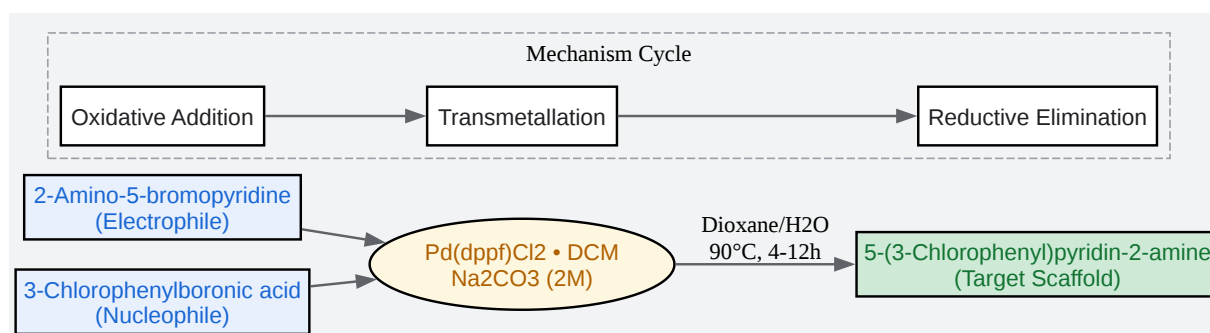 Mechanism Cycle
Oxidative Addition
Transmetallation
Reductive Elimination
2-Amino-5-bromopyridine
(Electrophile)
3-Chlorophenylboronic acid
(Nucleophile)
Pd(dppf)Cl2 • DCM
Na2CO3 (2M)
Dioxane/H2O
90°C, 4-12h
5-(3-Chlorophenyl)pyridin-2-amine
(Target Scaffold)